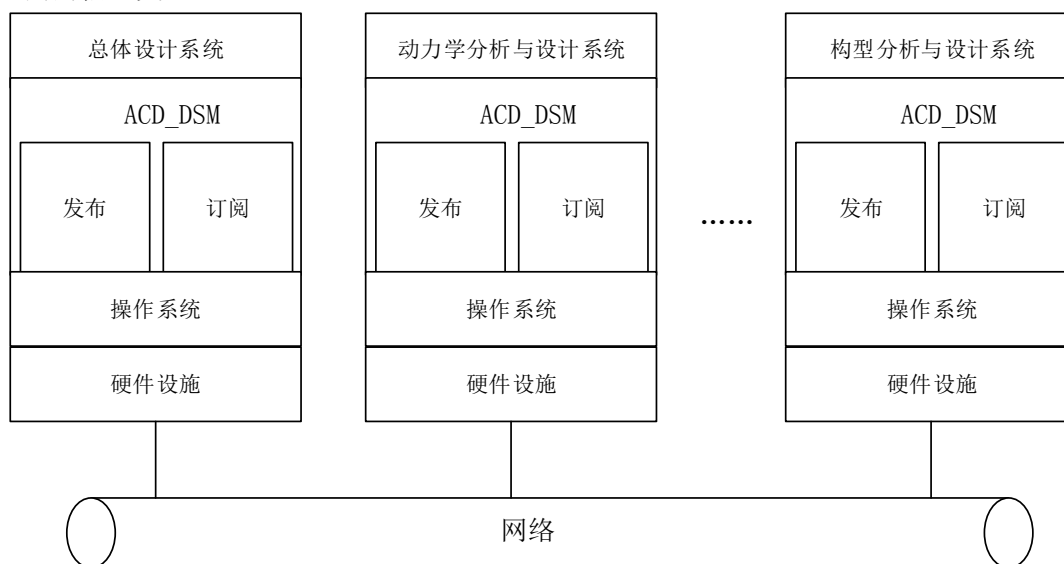 总体设计系统
动力学分析与设计系统
构型分析与设计系统
ACD_DSM
ACD_DSM
ACD_DSM
发布
订阅
发布
订阅
……
发布
订阅
操作系统
操作系统
操作系统
硬件设施
硬件设施
硬件设施
网络